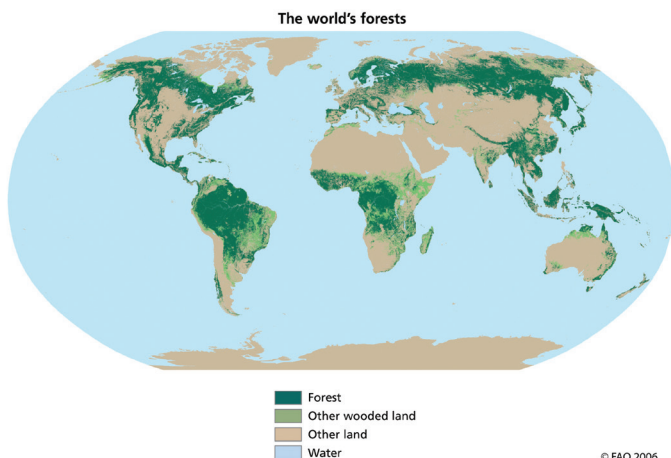 The world's forests
Forest
Other wooded land
Other land
Water
© FAO 2006